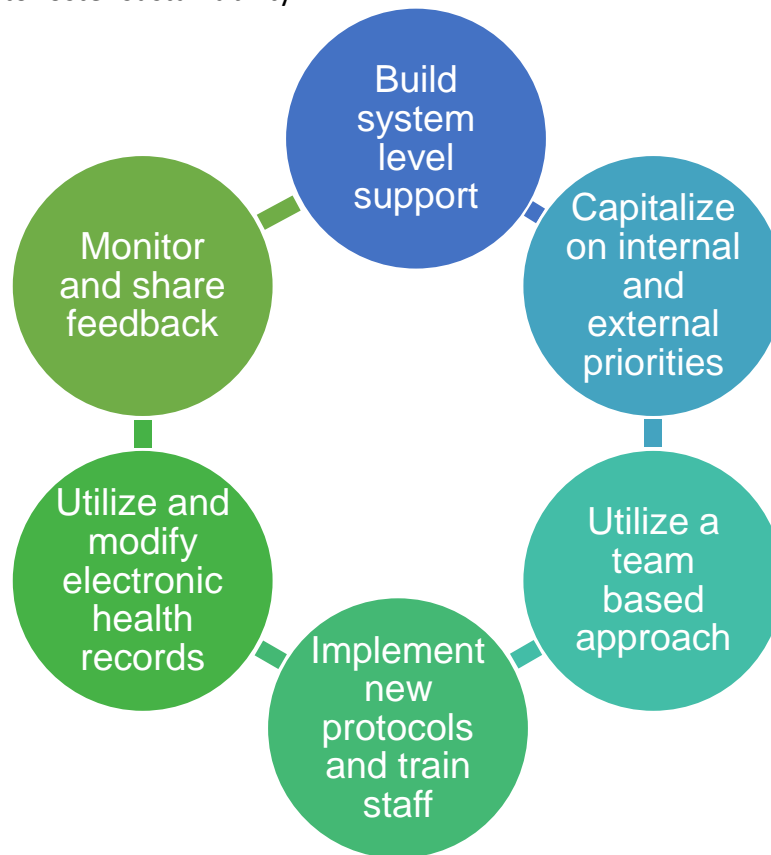 Build
system
level
support
Capitalize
on internal
and
external
priorities
Utilize a
team
based
approach
Implement
new
protocols
and train
staff
Utilize and
modify
electronic
health
records
Monitor
and share
feedback